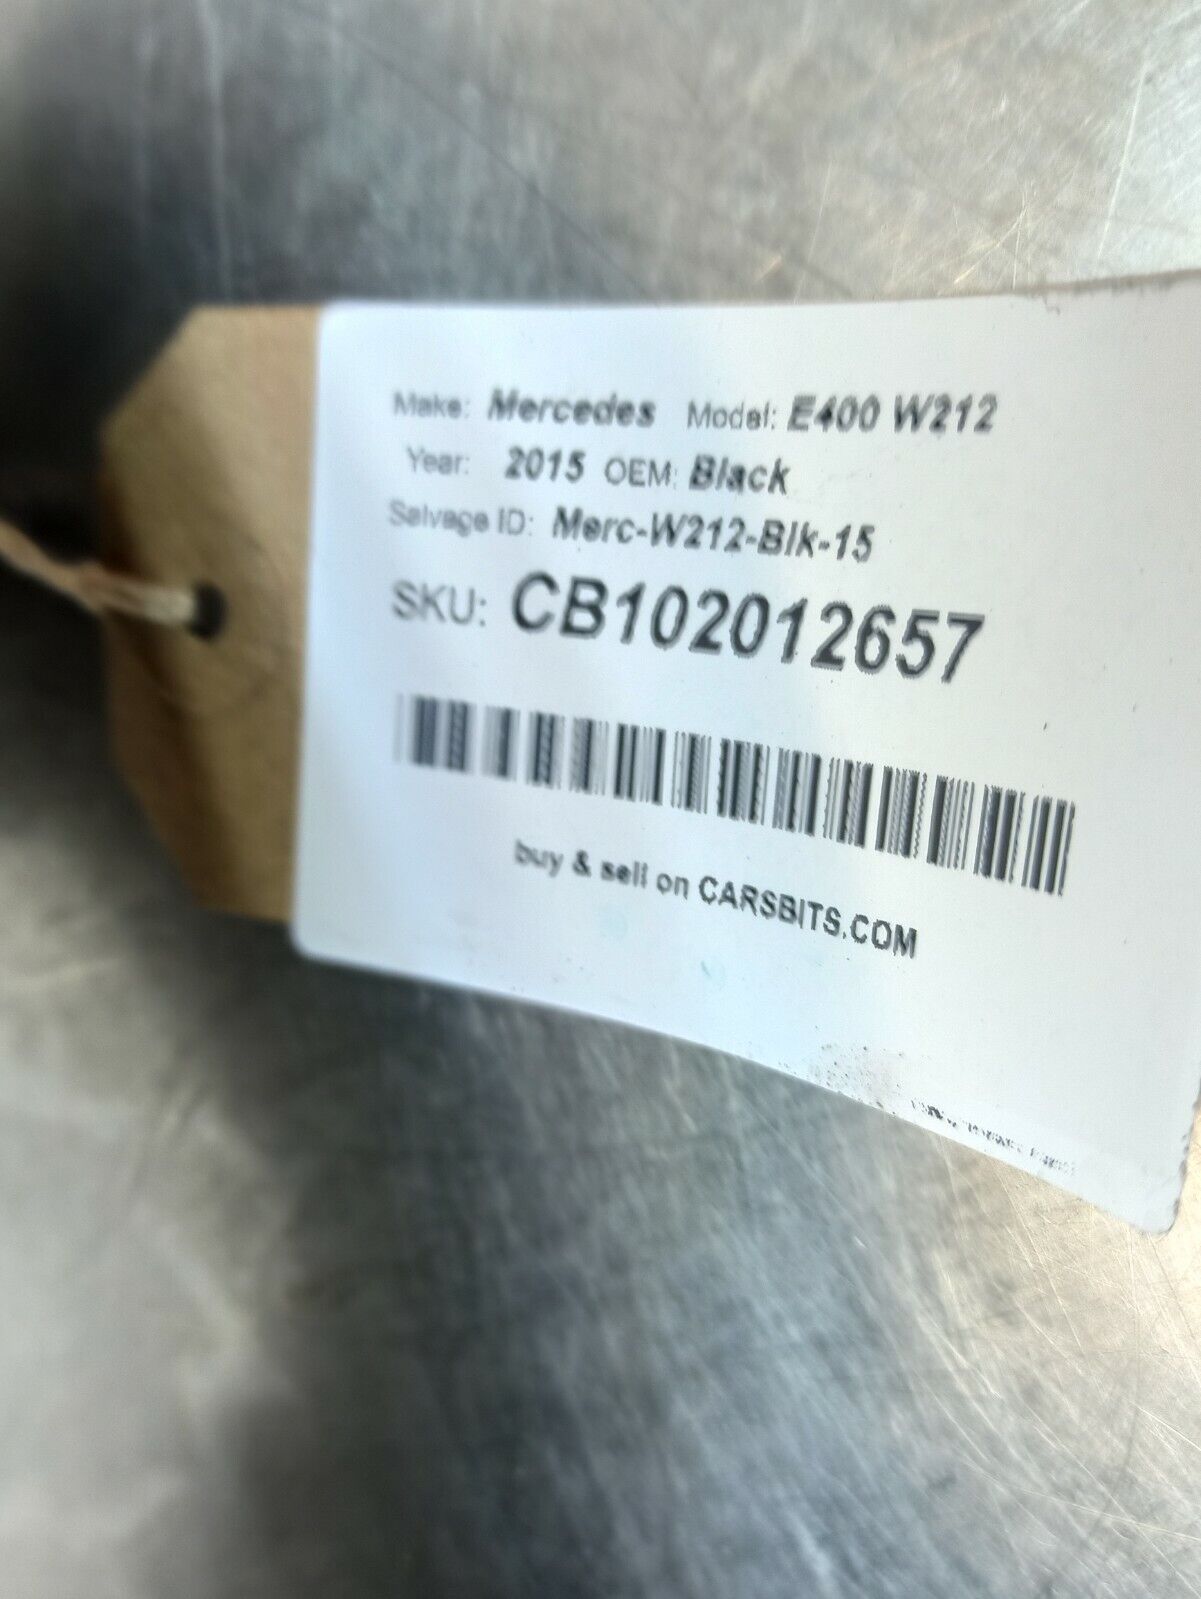 Make: Mercedes Model: E400 W212
Year: 2015 OEM: Black
Salvage ID: Merc-W212-Blk-15
SKU: CB102012657
buy & sell on CARSBITS.COM